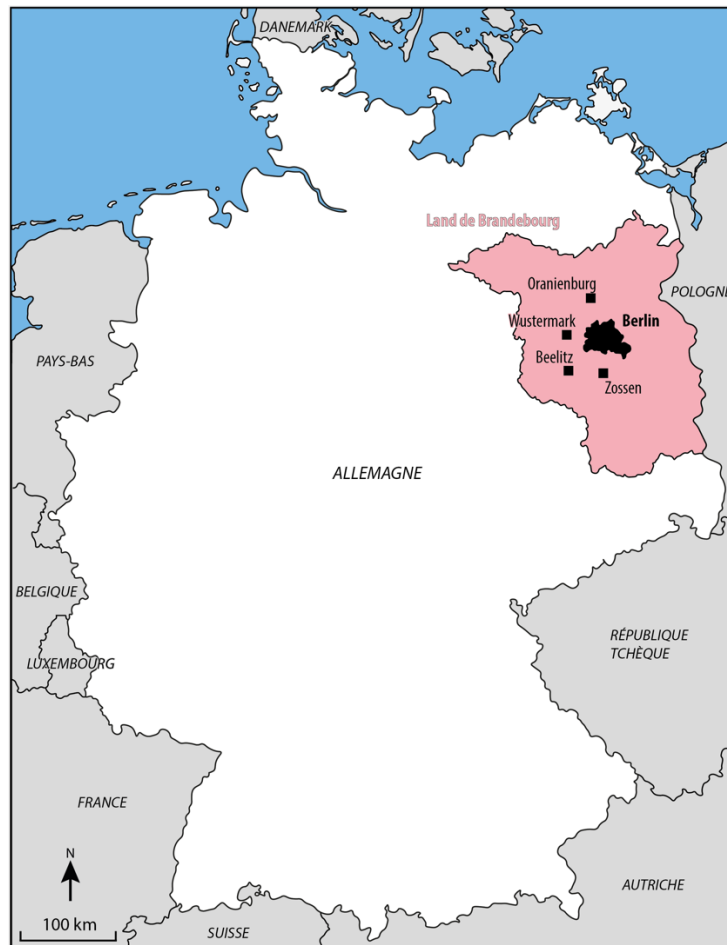 DANEMARK
Land de Brandebourg
Oranienburg
POLOGNE
Wustermark
Berlin
PAYS-BAS
Beelitz
Zossen
ALLEMAGNE
BELGIQUE
RÉPUBLIQUE
TCHÈQUE
LUXEMBOURG
FRANCE
N
AUTRICHE
100 km
SUISSE